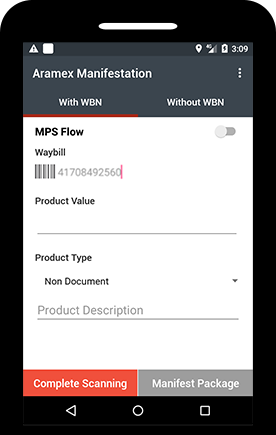 3:09
Aramex Manifestation
With WBN Without WBN
MPS Flow
Waybill
41708492560
Product Value
Product Type
Non Document
Product Description
Complete Scanning Manifest Package